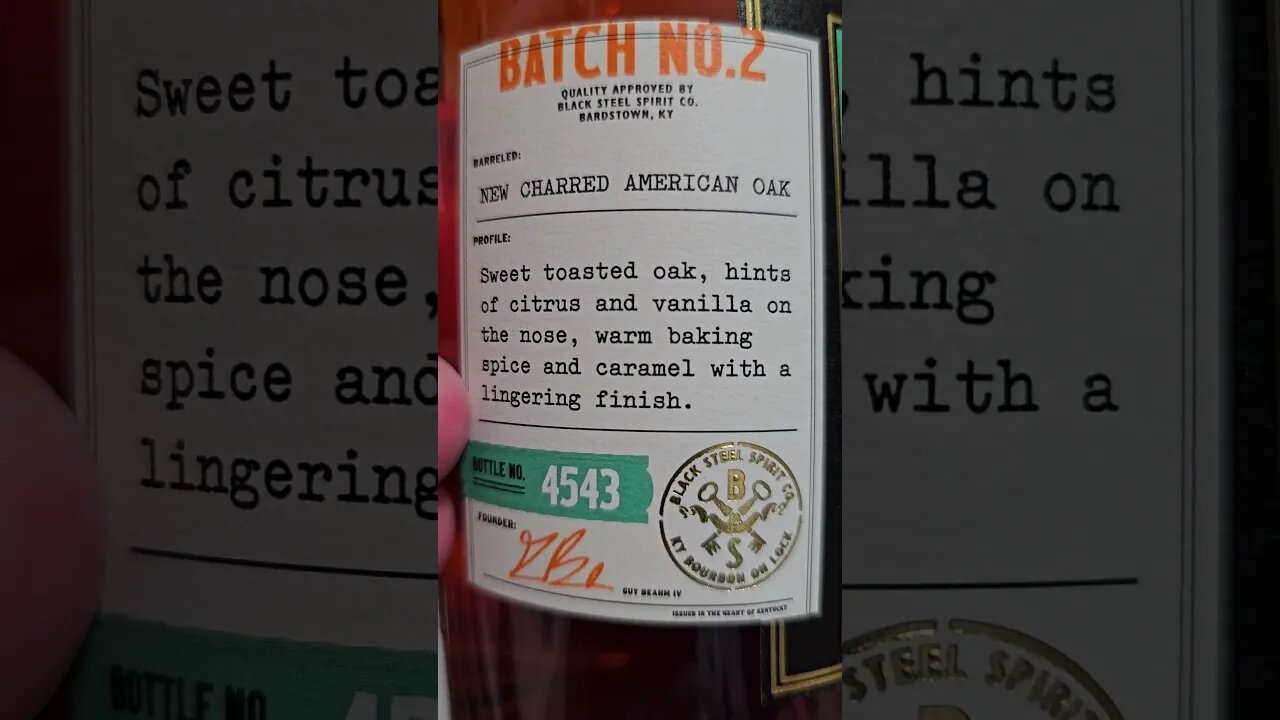 BATCH NO.2
QUALITY APPROVED BY
BLACK STEEL SPIRIT CO.
BARDSTOWN, KY
BARRELED:
NEW CHARRED AMERICAN OAK
PROFILE:
Sweet toasted oak, hints
of citrus and vanilla on
the nose, warm baking
spice and caramel with a
lingering finish.
BOTTLE NO. 4543
BLACK STEEL SPIRIT CO.
B
S
KY BOURBON ON LOCK
FOUNDER:
GUY BEAHM IV
ISSUED IN THE HEART OF KENTUCKY